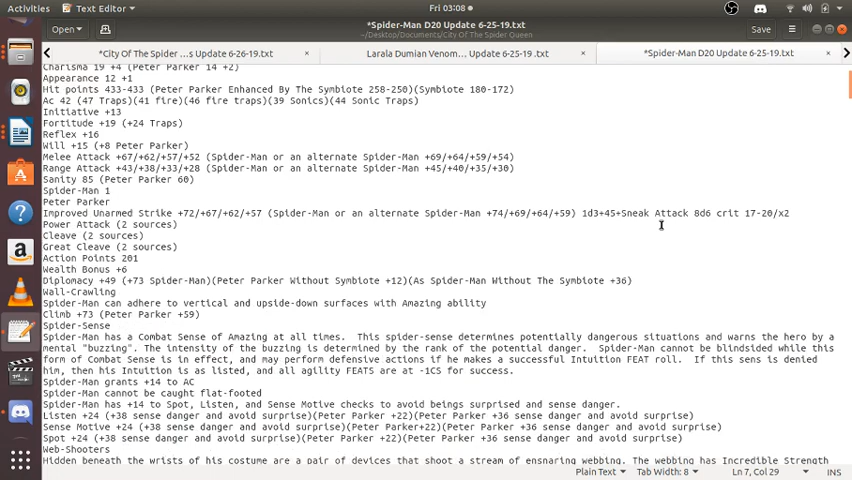 Activities
Text Editor
Fri 03:08
Open
*Spider-Man D20 Update 6-25-19.txt
~/Desktop/Documents/City Of The Spider Queen
Save
*City Of The Spider ...s Update 6-26-19.txt
Larala Dumian Venom... Update 6-25-19 .txt
*Spider-Man D20 Update 6-25-19.txt
Charisma 19 +4 (Peter Parker 14 +2)
Appearance 12 +1
Hit points 433-433 (Peter Parker Enhanced By The Symbiote 258-250)(Symbiote 180-172)
Ac 42 (47 Traps)(41 fire)(46 fire traps)(39 Sonics)(44 Sonic Traps)
Initiative +13
Fortitude +19 (+24 Traps)
Reflex +16
Will +15 (+8 Peter Parker)
Melee Attack +67/+62/+57/+52 (Spider-Man or an alternate Spider-Man +69/+64/+59/+54)
Range Attack +43/+38/+33/+28 (Spider-Man or an alternate Spider-Man +45/+40/+35/+30)
Sanity 85 (Peter Parker 60)
Spider-Man 1
Peter Parker
Improved Unarmed Strike +72/+67/+62/+57 (Spider-Man or an alternate Spider-Man +74/+69/+64/+59) 1d3+45+Sneak Attack 8d6 crit 17-20/x2
Power Attack (2 sources)
Cleave (2 sources)
Great Cleave (2 sources)
Action Points 201
Wealth Bonus +6
Diplomacy +49 (+73 Spider-Man)(Peter Parker Without Symbiote +12)(As Spider-Man Without The Symbiote +36)
Wall-Crawling
Spider-Man can adhere to vertical and upside-down surfaces with Amazing ability
Climb +73 (Peter Parker +59)
Spider-Sense
Spider-Man has a Combat Sense of Amazing at all times.  This spider-sense determines potentially dangerous situations and warns the hero by a
mental "buzzing". The intensity of the buzzing is determined by the rank of the potential danger.  Spider-Man cannot be blindsided while this
form of Combat Sense is in effect, and may perform defensive actions if he makes a successful Intuition FEAT roll.  If this sens is denied
him, then his Intuition is as listed, and all agility FEATS are at -1CS for success.
Spider-Man grants +14 to AC
Spider-Man cannot be caught flat-footed
Spider-Man has +14 to Spot, Listen, and Sense Motive checks to avoid beings surprised and sense danger.
Listen +24 (+38 sense danger and avoid surprise)(Peter Parker +22)(Peter Parker +36 sense danger and avoid surprise)
Sense Motive +24 (+38 sense danger and avoid surprise)(Peter Parker+22)(Peter Parker +36 sense danger and avoid surprise)
Spot +24 (+38 sense danger and avoid surprise)(Peter Parker +22)(Peter Parker +36 sense danger and avoid surprise)
Web-Shooters
Hidden beneath the wrists of his costume are a pair of devices that shoot a stream of ensnaring webbing. The webbing has Incredible Strength
Plain Text
Tab Width: 8
Ln 7, Col 29
INS